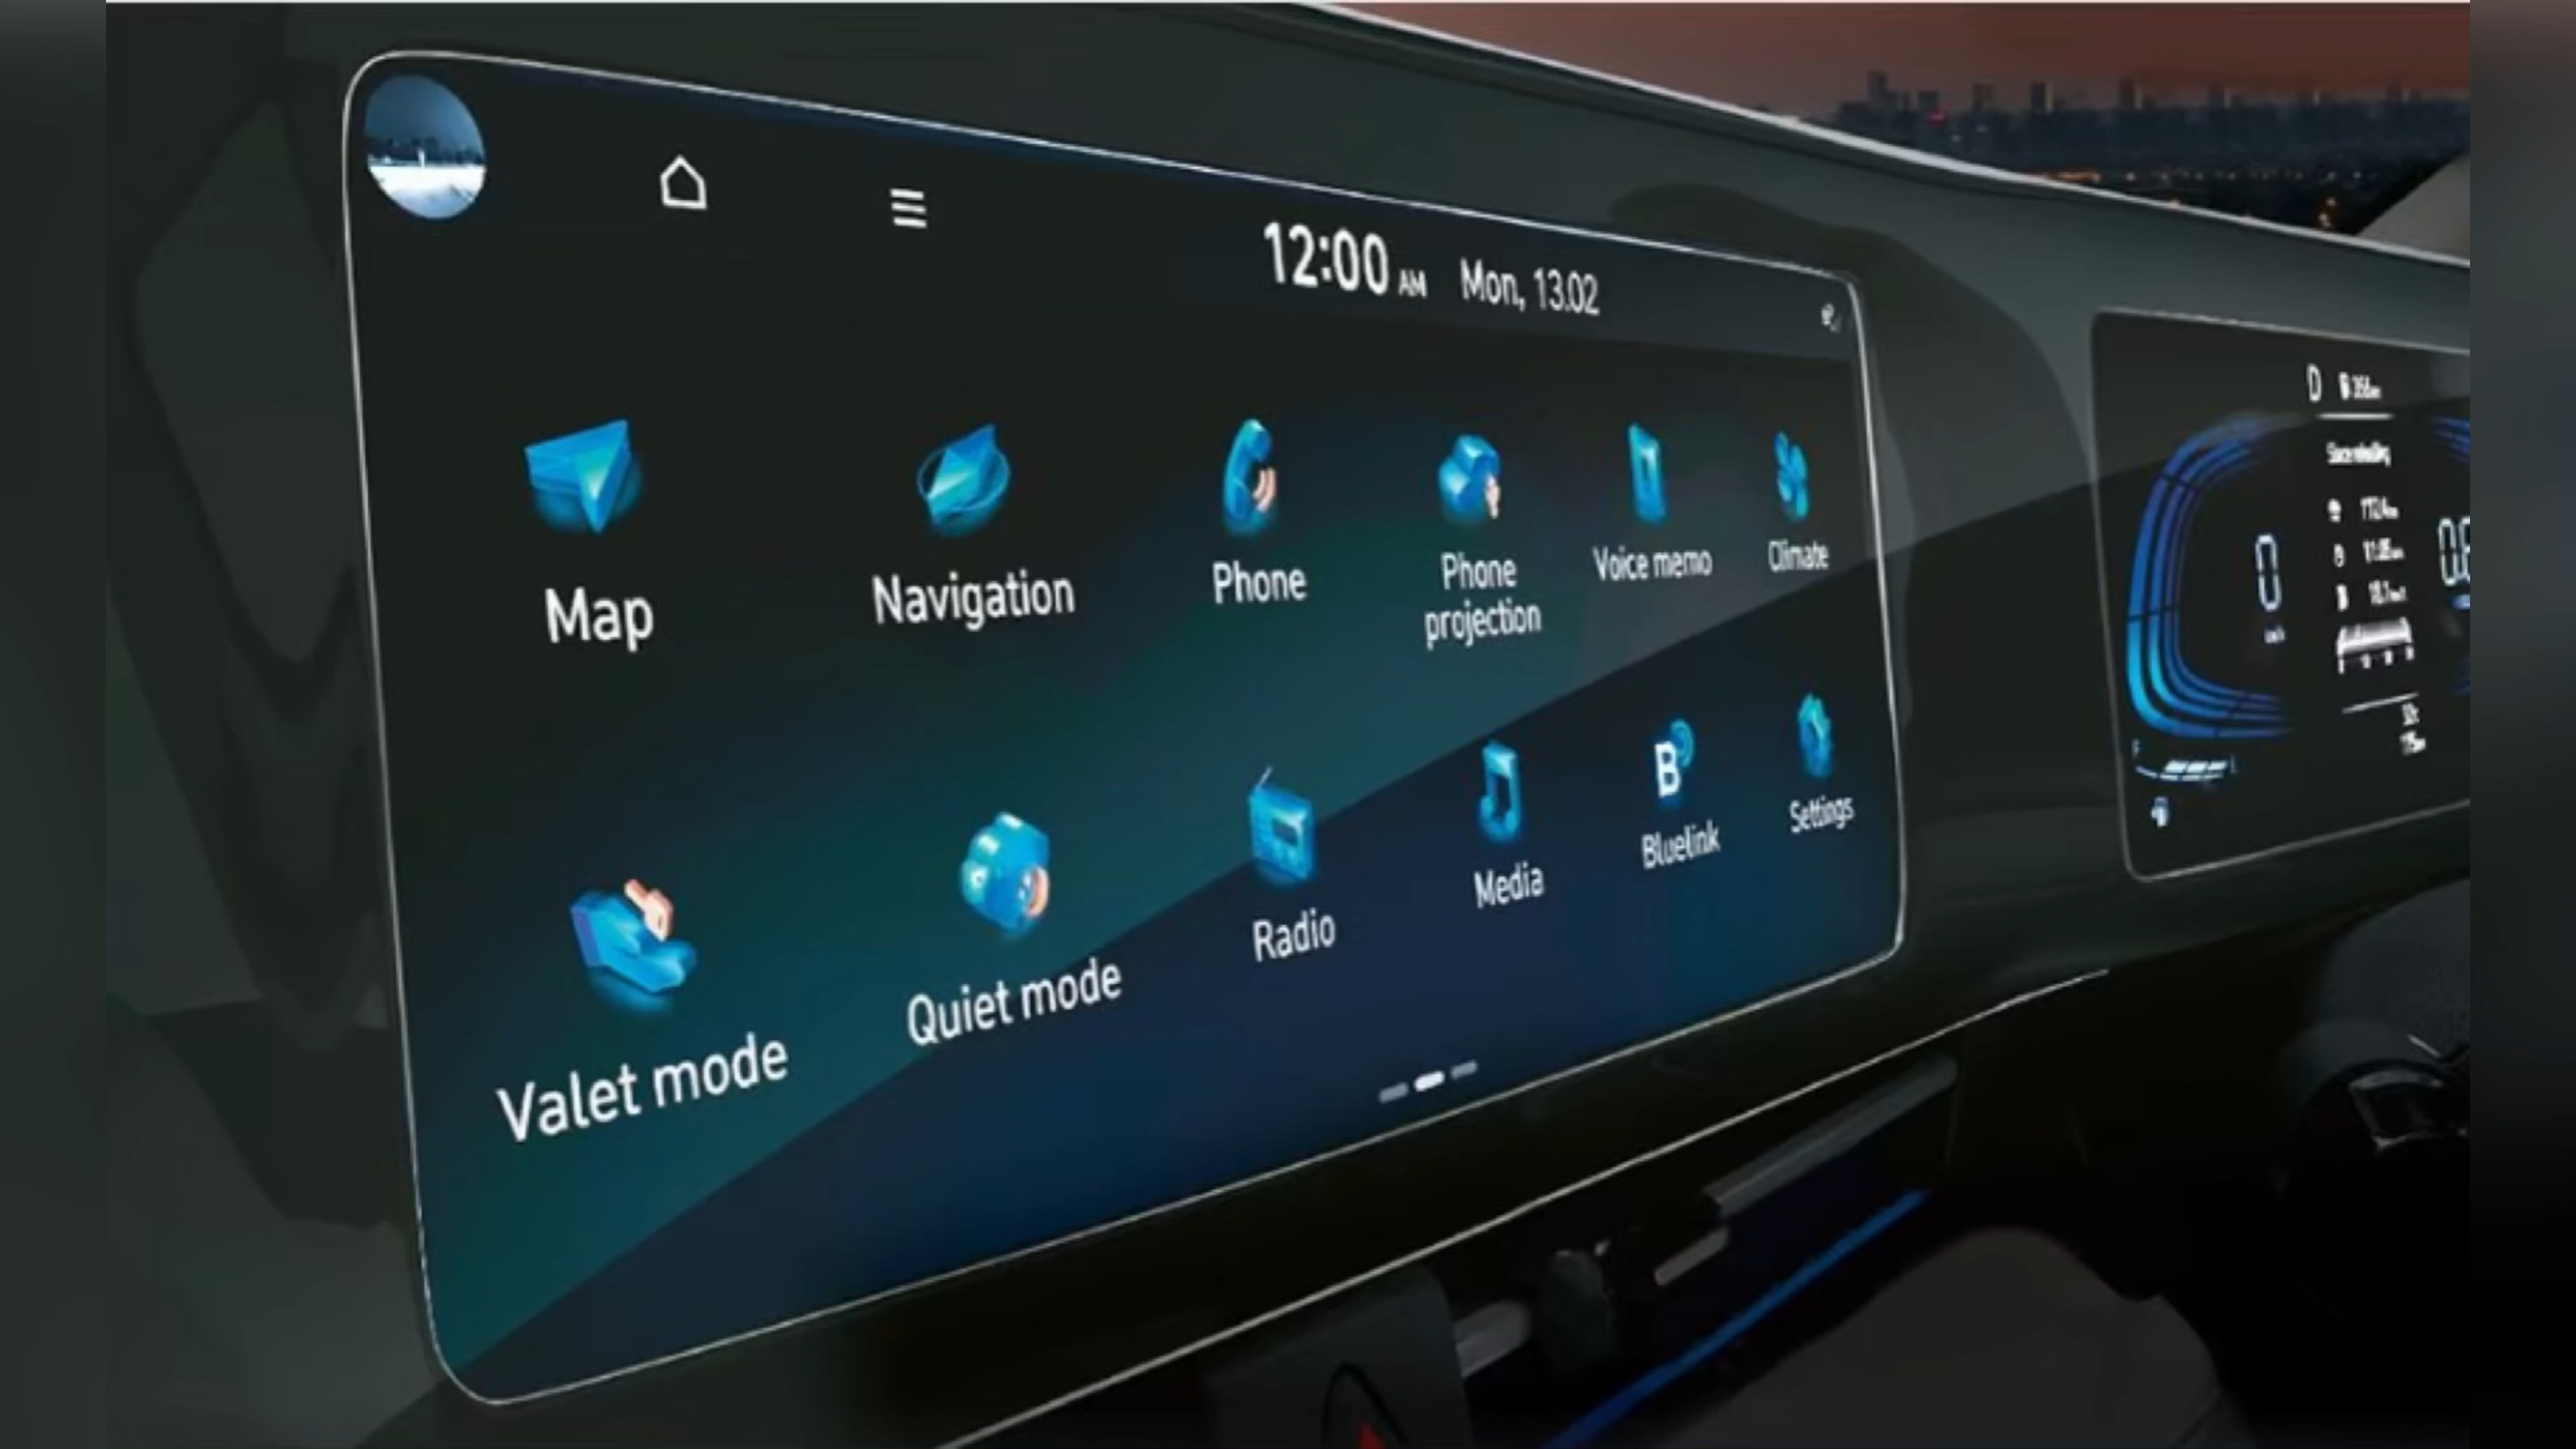 12:00 AM Mon, 13.02
Map
Navigation
Phone
Phone
projection
Voice memo
Climate
Valet mode
Quiet mode
Radio
Media
B
Bluelink
Settings
D
0
km/h